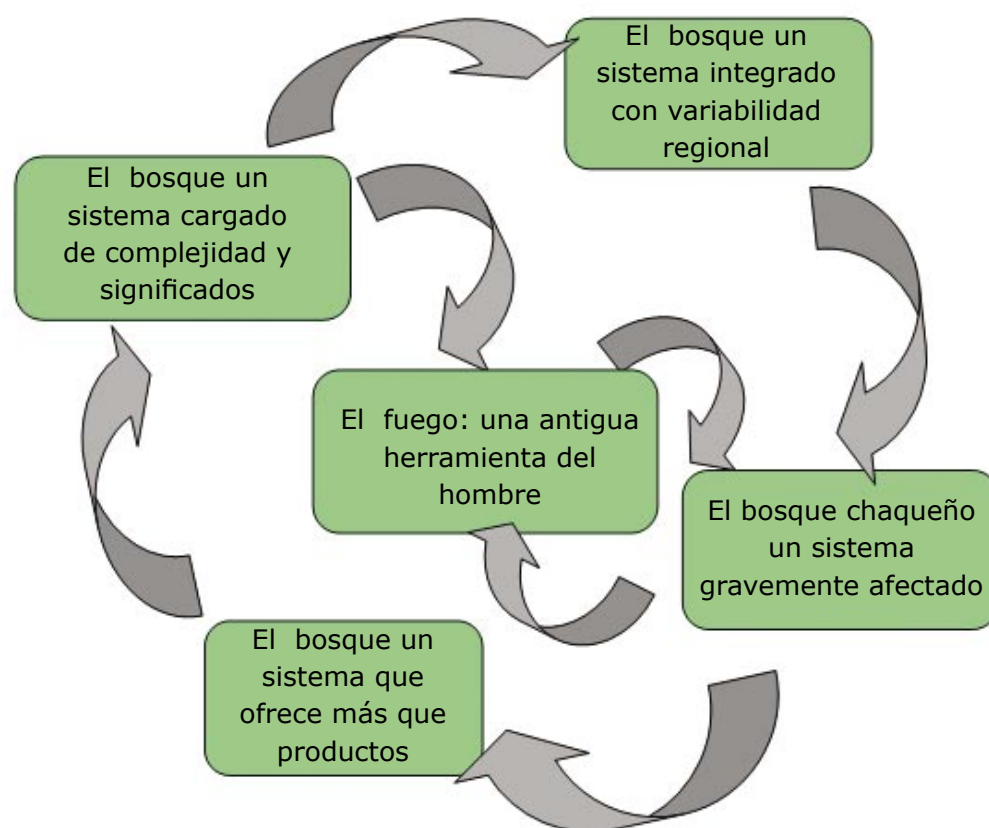 El bosque un
sistema integrado
con variabilidad
regional
El bosque un
sistema cargado
de complejidad y
significados
El fuego: una antigua
herramienta del
hombre
El bosque chaqueño
un sistema
gravemente afectado
El bosque un
sistema que
ofrece más que
productos